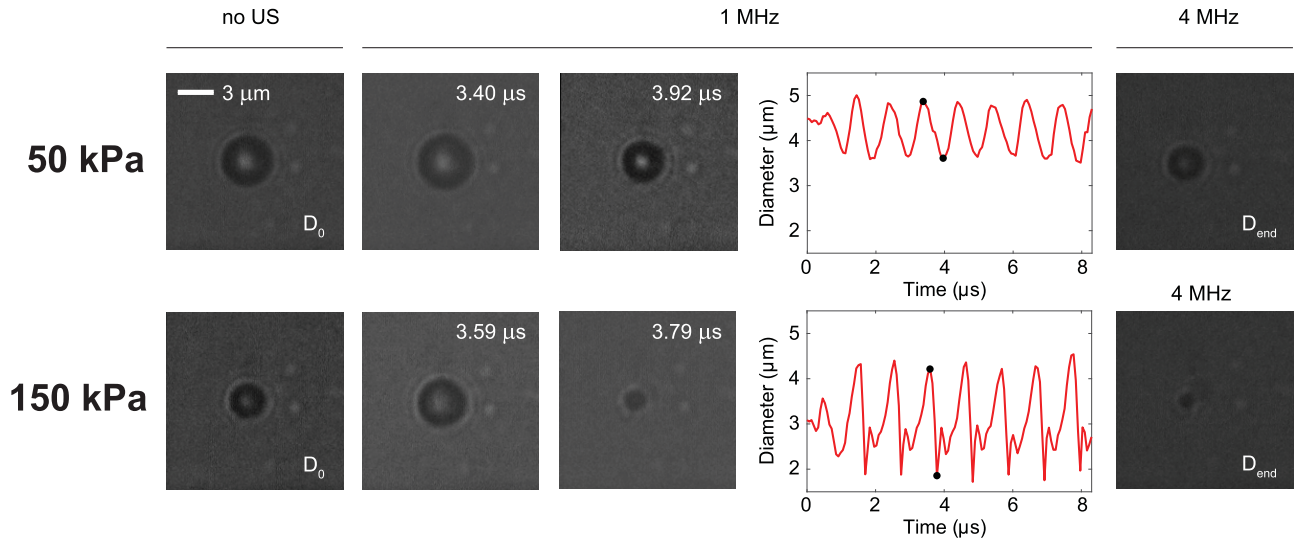 no US 1 MHz 4 MHz
50 kPa
3 μm
D0
3.40 μs
3.92 μs
Diameter (μm)
5
4
3
2
0 2 4 6 8
Time (μs)
Dend
4 MHz
150 kPa
D0
3.59 μs
3.79 μs
Diameter (μm)
5
4
3
2
0 2 4 6 8
Time (μs)
Dend